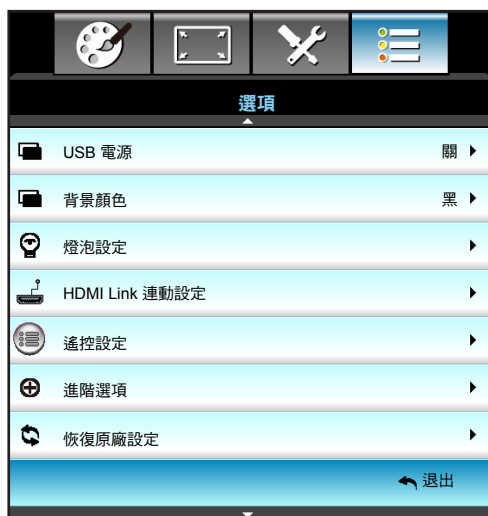 選項
USB 電源 關
背景顏色 黑
燈泡設定
HDMI Link 連動設定
遙控設定
進階選項
恢復原廠設定
退出